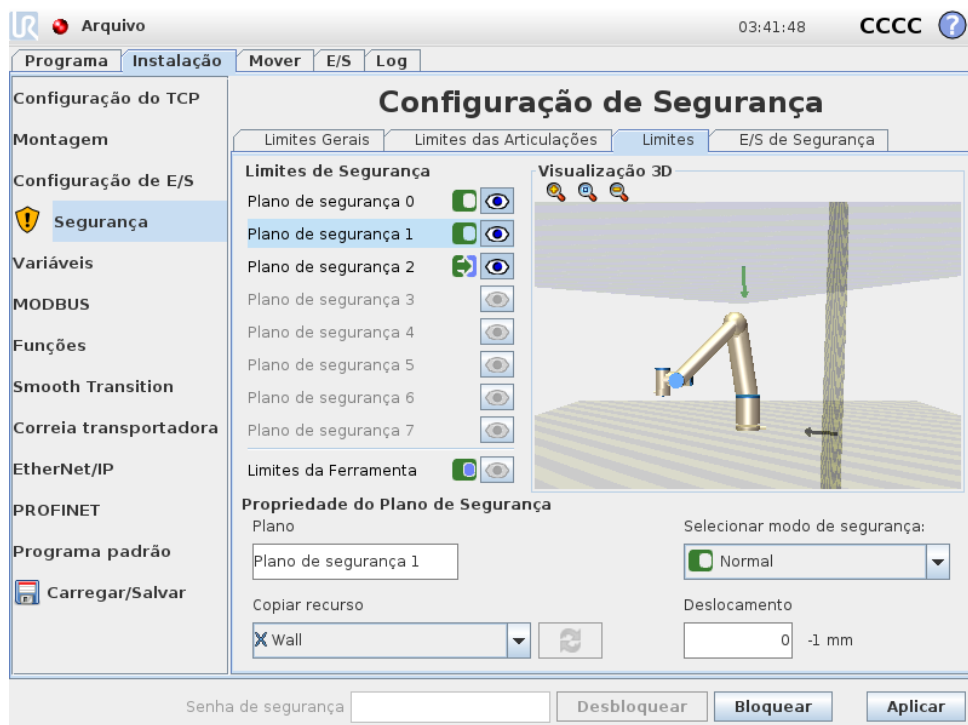 UR Arquivo 03:41:48 CCCC ?
Programa Instalação Mover E/S Log
Configuração do TCP
Montagem
Configuração de E/S
Segurança
Variáveis
MODBUS
Funções
Smooth Transition
Correia transportadora
EtherNet/IP
PROFINET
Programa padrão
Carregar/Salvar
Configuração de Segurança
Limites Gerais Limites das Articulações Limites E/S de Segurança
Limites de Segurança
Plano de segurança 0
Plano de segurança 1
Plano de segurança 2
Plano de segurança 3
Plano de segurança 4
Plano de segurança 5
Plano de segurança 6
Plano de segurança 7
Limites da Ferramenta
Visualização 3D
Propriedade do Plano de Segurança
Plano
Plano de segurança 1
Copiar recurso
X Wall
Selecionar modo de segurança:
Normal
Deslocamento
0 -1 mm
Senha de segurança Desbloquear Bloquear Aplicar